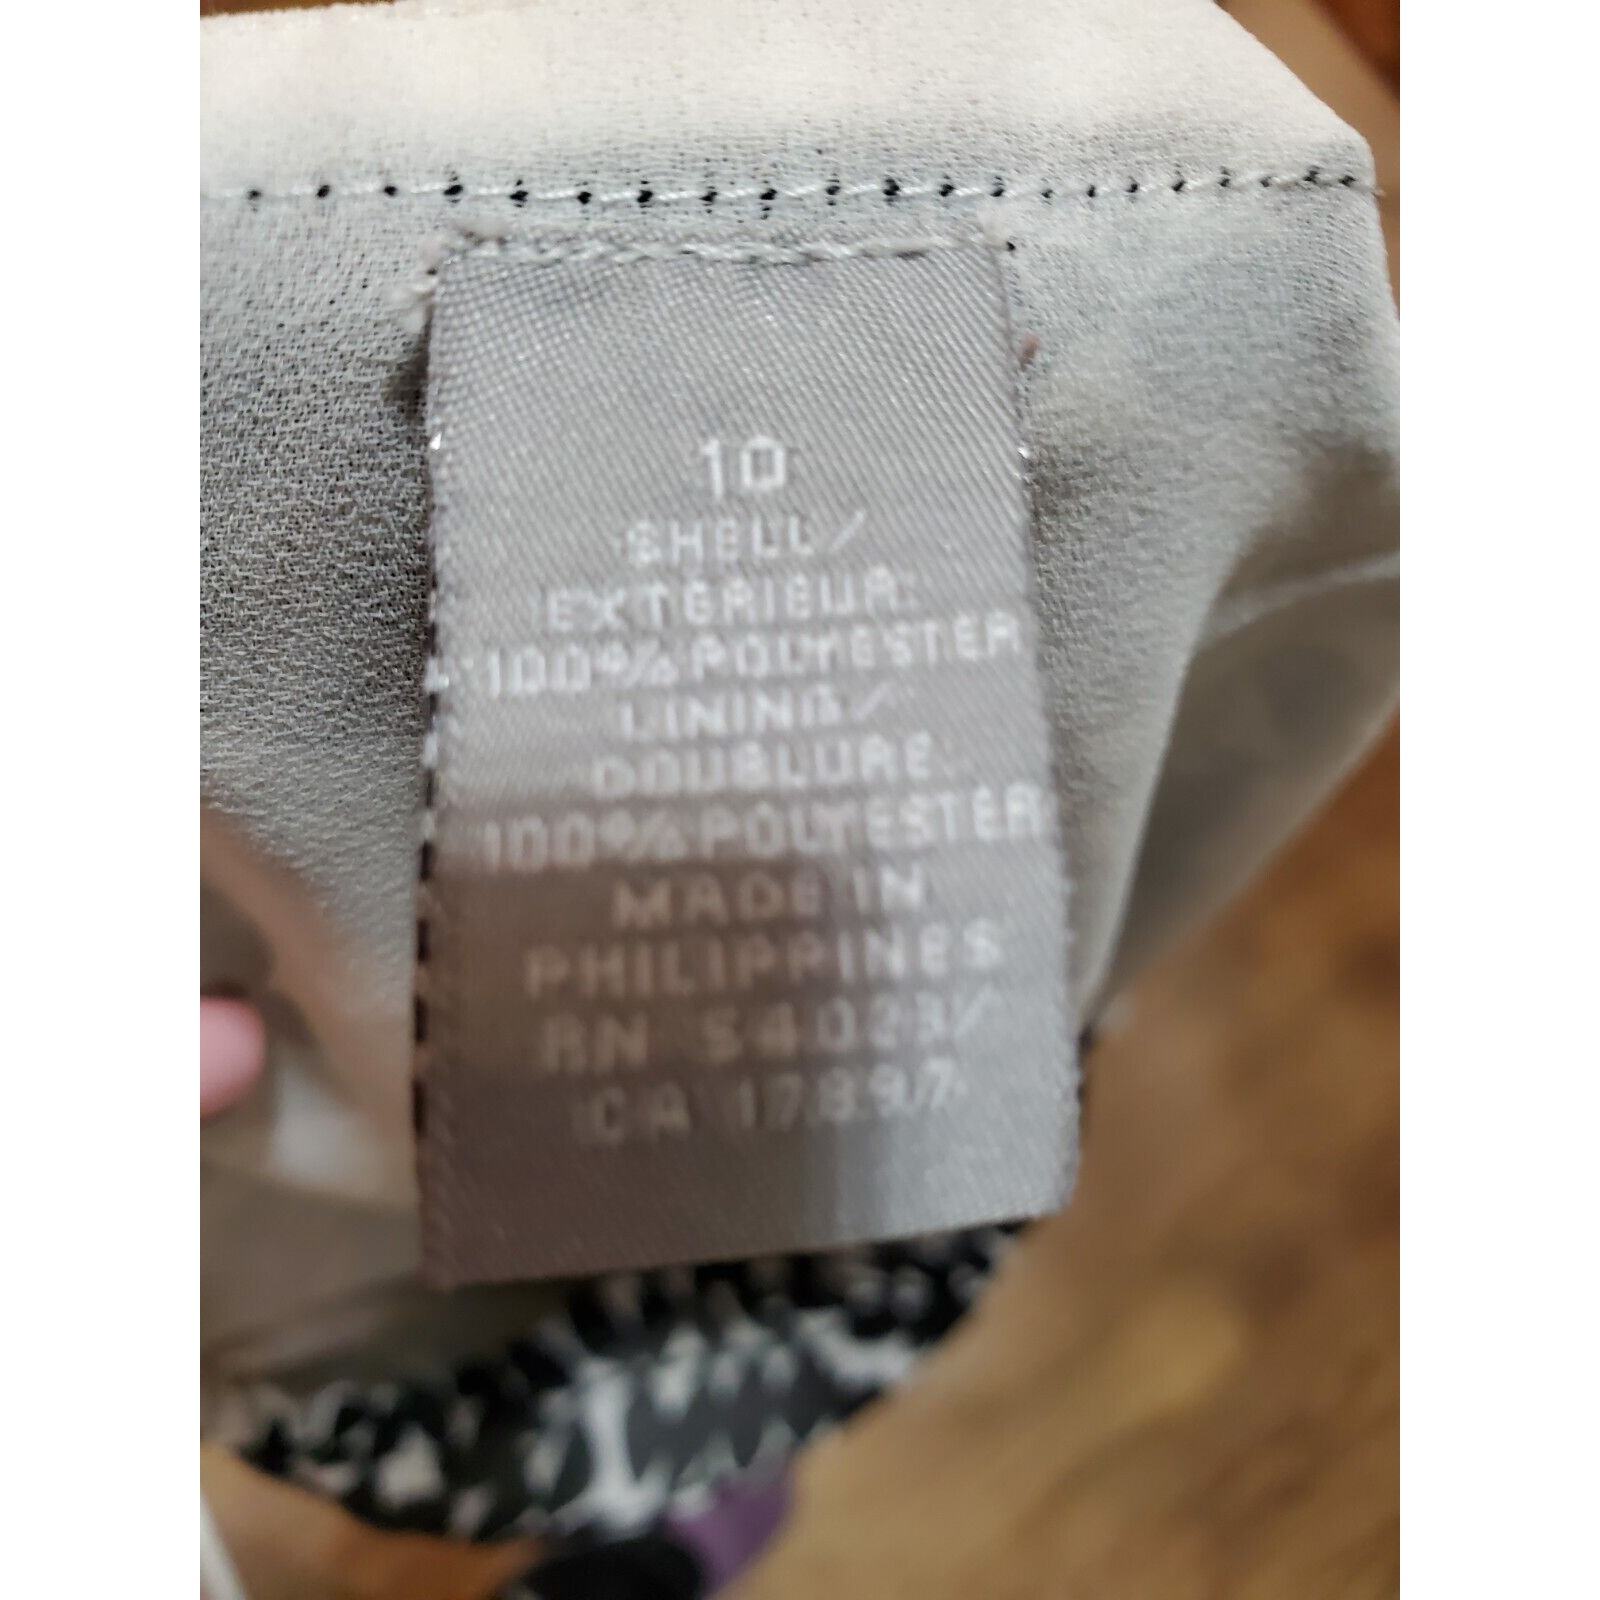 10
SHELL/
EXTERIEUR:
100% POLYESTER
LINING/
DOUBLURE:
100% POLYESTER
MADE IN
PHILIPPINES
RN 54023/
CA 17897